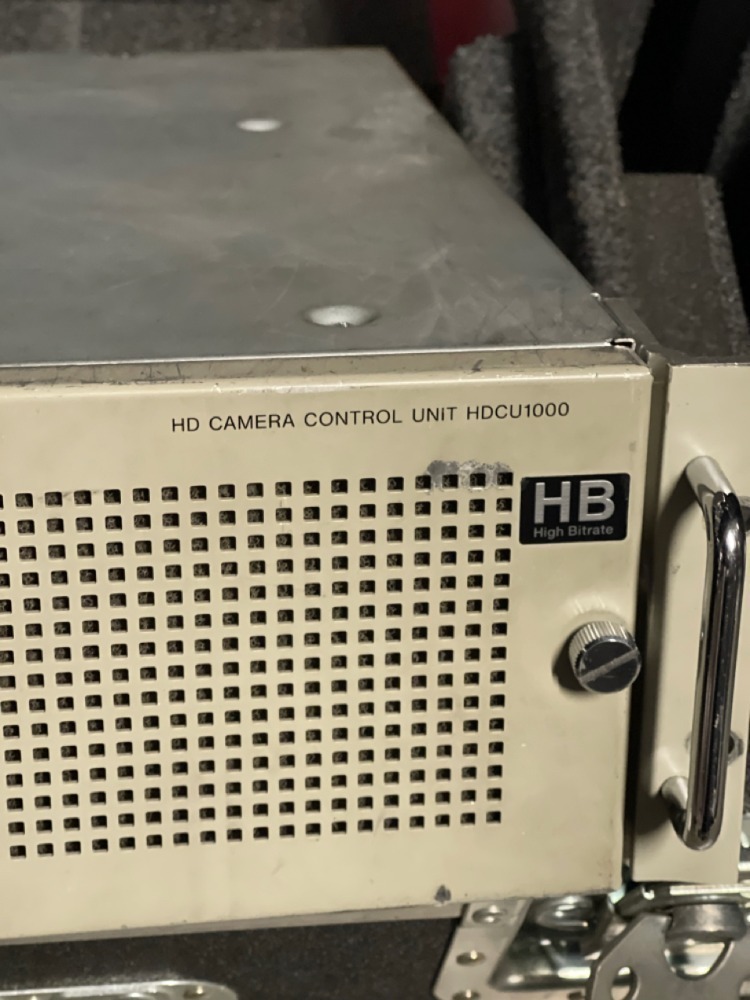 HD CAMERA CONTROL UNIT HDCU1000
HB
High Bitrate